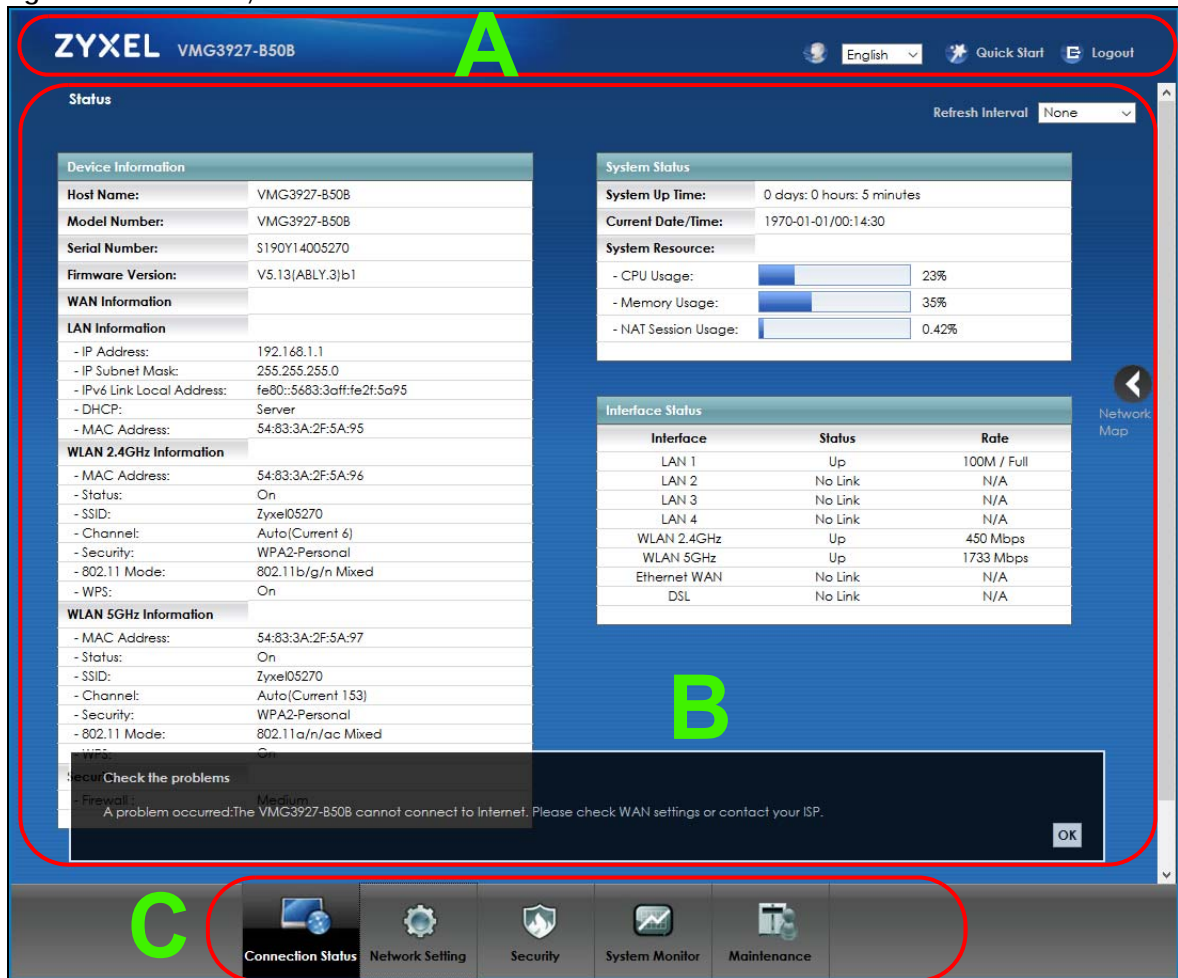 A
ZYXEL VMG3927-B50B
English Quick Start Logout
Status
Refresh Interval None
Device Information
Host Name: VMG3927-B50B
Model Number: VMG3927-B50B
Serial Number: S190Y14005270
Firmware Version: V5.13(ABLY.3)b1
WAN Information
LAN Information
- IP Address: 192.168.1.1
- IP Subnet Mask: 255.255.255.0
- IPv6 Link Local Address: fe80::5683:3aff:fe2f:5a95
- DHCP: Server
- MAC Address: 54:83:3A:2F:5A:95
WLAN 2.4GHz Information
- MAC Address: 54:83:3A:2F:5A:96
- Status: On
- SSID: Zyxel05270
- Channel: Auto(Current 6)
- Security: WPA2-Personal
- 802.11 Mode: 802.11b/g/n Mixed
- WPS: On
WLAN 5GHz Information
- MAC Address: 54:83:3A:2F:5A:97
- Status: On
- SSID: Zyxel05270
- Channel: Auto(Current 153)
- Security: WPA2-Personal
- 802.11 Mode: 802.11a/n/ac Mixed
- WPS: On
- Firewall : Medium
System Status
System Up Time: 0 days: 0 hours: 5 minutes
Current Date/Time: 1970-01-01/00:14:30
System Resource:
- CPU Usage: 23%
- Memory Usage: 35%
- NAT Session Usage: 0.42%
Interface Status
Interface Status Rate
LAN 1 Up 100M / Full
LAN 2 No Link N/A
LAN 3 No Link N/A
LAN 4 No Link N/A
WLAN 2.4GHz Up 450 Mbps
WLAN 5GHz Up 1733 Mbps
Ethernet WAN No Link N/A
DSL No Link N/A
Network
Map
B
Check the problems
A problem occurred:The VMG3927-B50B cannot connect to Internet. Please check WAN settings or contact your ISP.
OK
C
Connection Status Network Setting Security System Monitor Maintenance